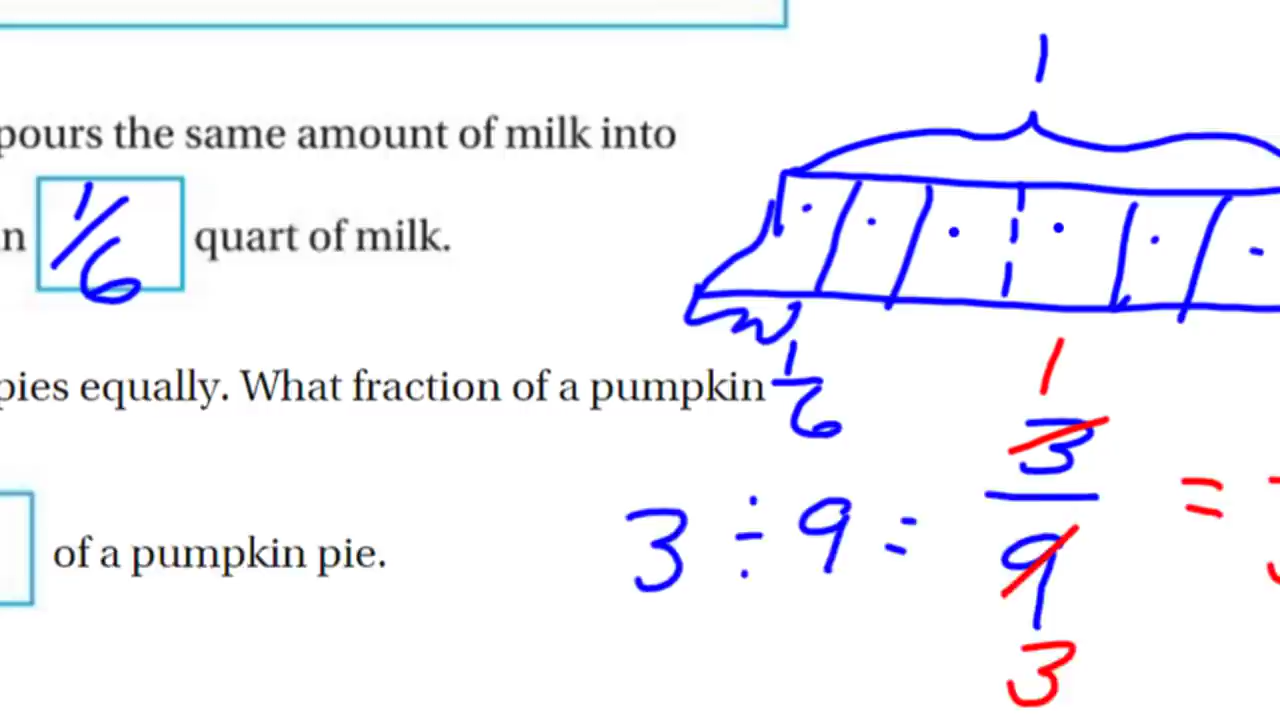 1
pours the same amount of milk into
n 1/6 quart of milk.
pies equally. What fraction of a pumpkin
1/6
of a pumpkin pie.
3 ÷ 9 = 3/9 =
1
3